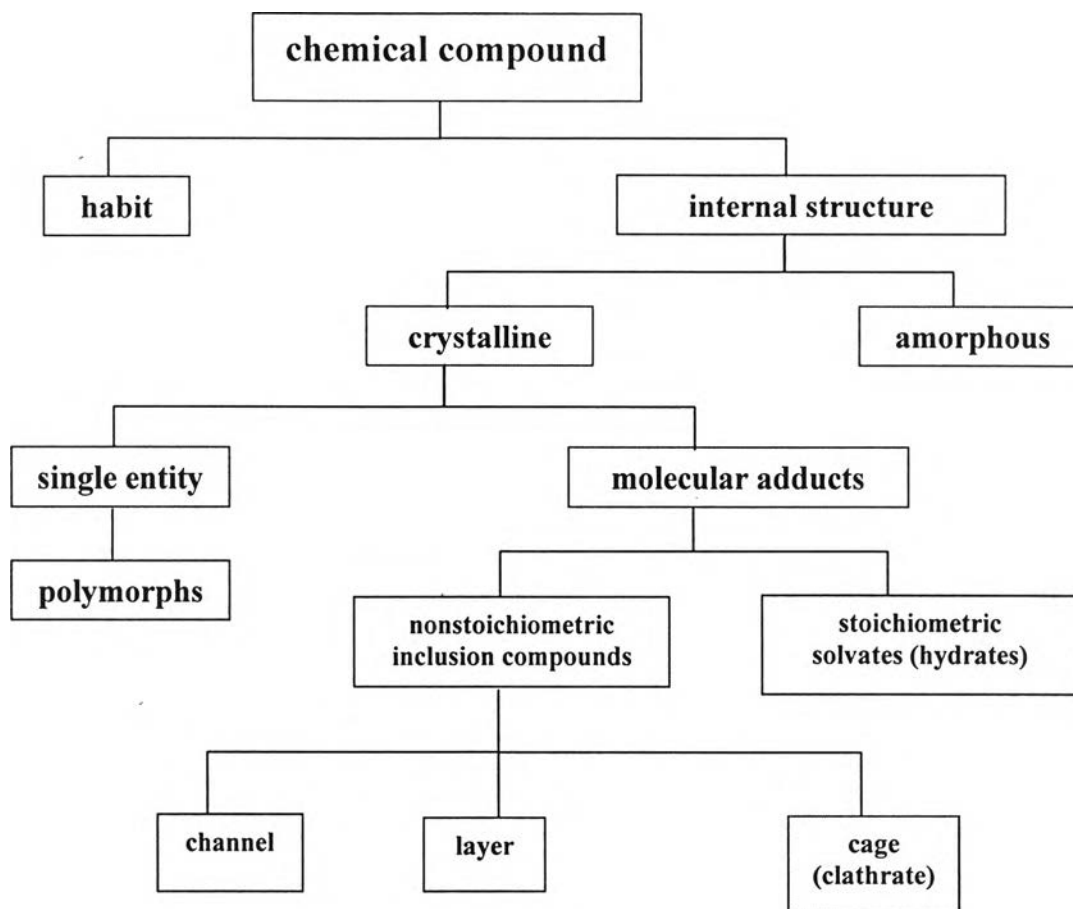 chemical compound
habit
internal structure
crystalline
amorphous
single entity
molecular adducts
polymorphs
nonstoichiometric
inclusion compounds
stoichiometric
solvates (hydrates)
channel
layer
cage
(clathrate)